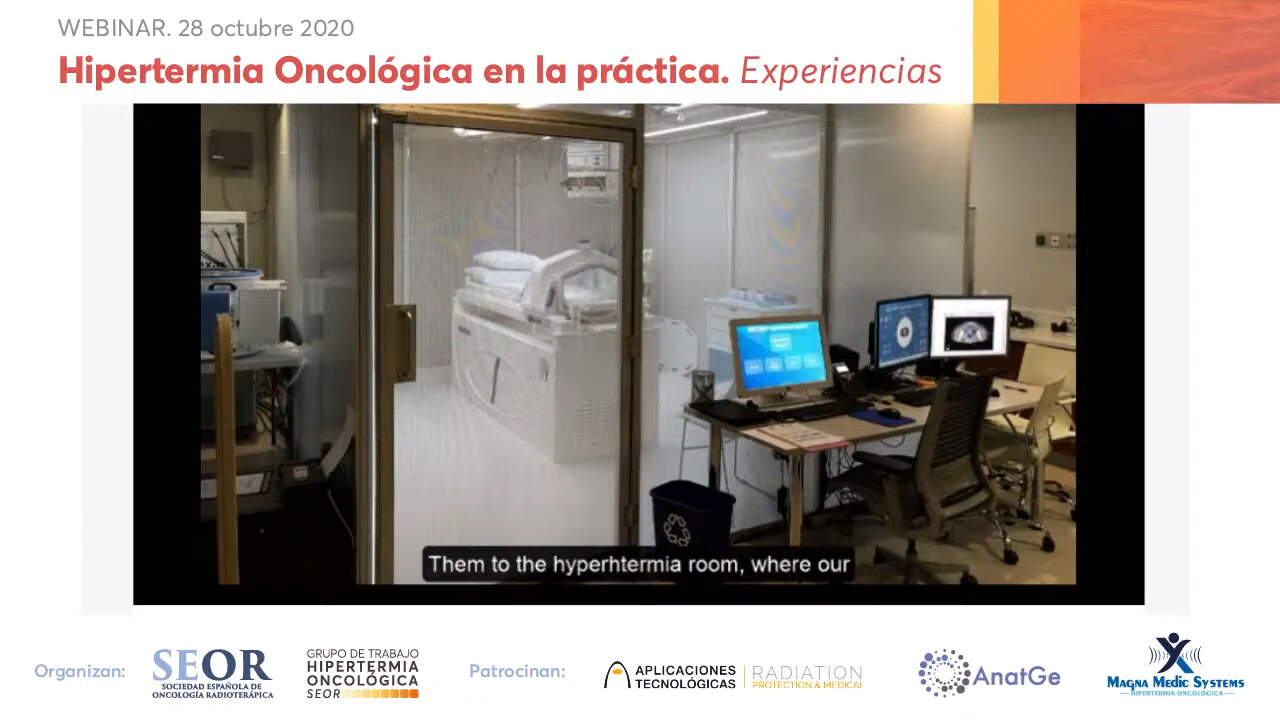 WEBINAR. 28 octubre 2020
Hipertermia Oncológica en la práctica. Experiencias
Them to the hyperhtermia room, where our
Organizan:
SEOR
SOCIEDAD ESPAÑOLA DE
ONCOLOGÍA RADIOTERÁPICA
GRUPO DE TRABAJO
HIPERTERMIA
ONCOLÓGICA
SEOR
Patrocinan:
APLICACIONES
TECNOLÓGICAS
RADIATION
PROTECTION & MEDICAL
AnatGe
MAGNA MEDIC SYSTEMS
HIPERTERMIA ONCOLÓGICA